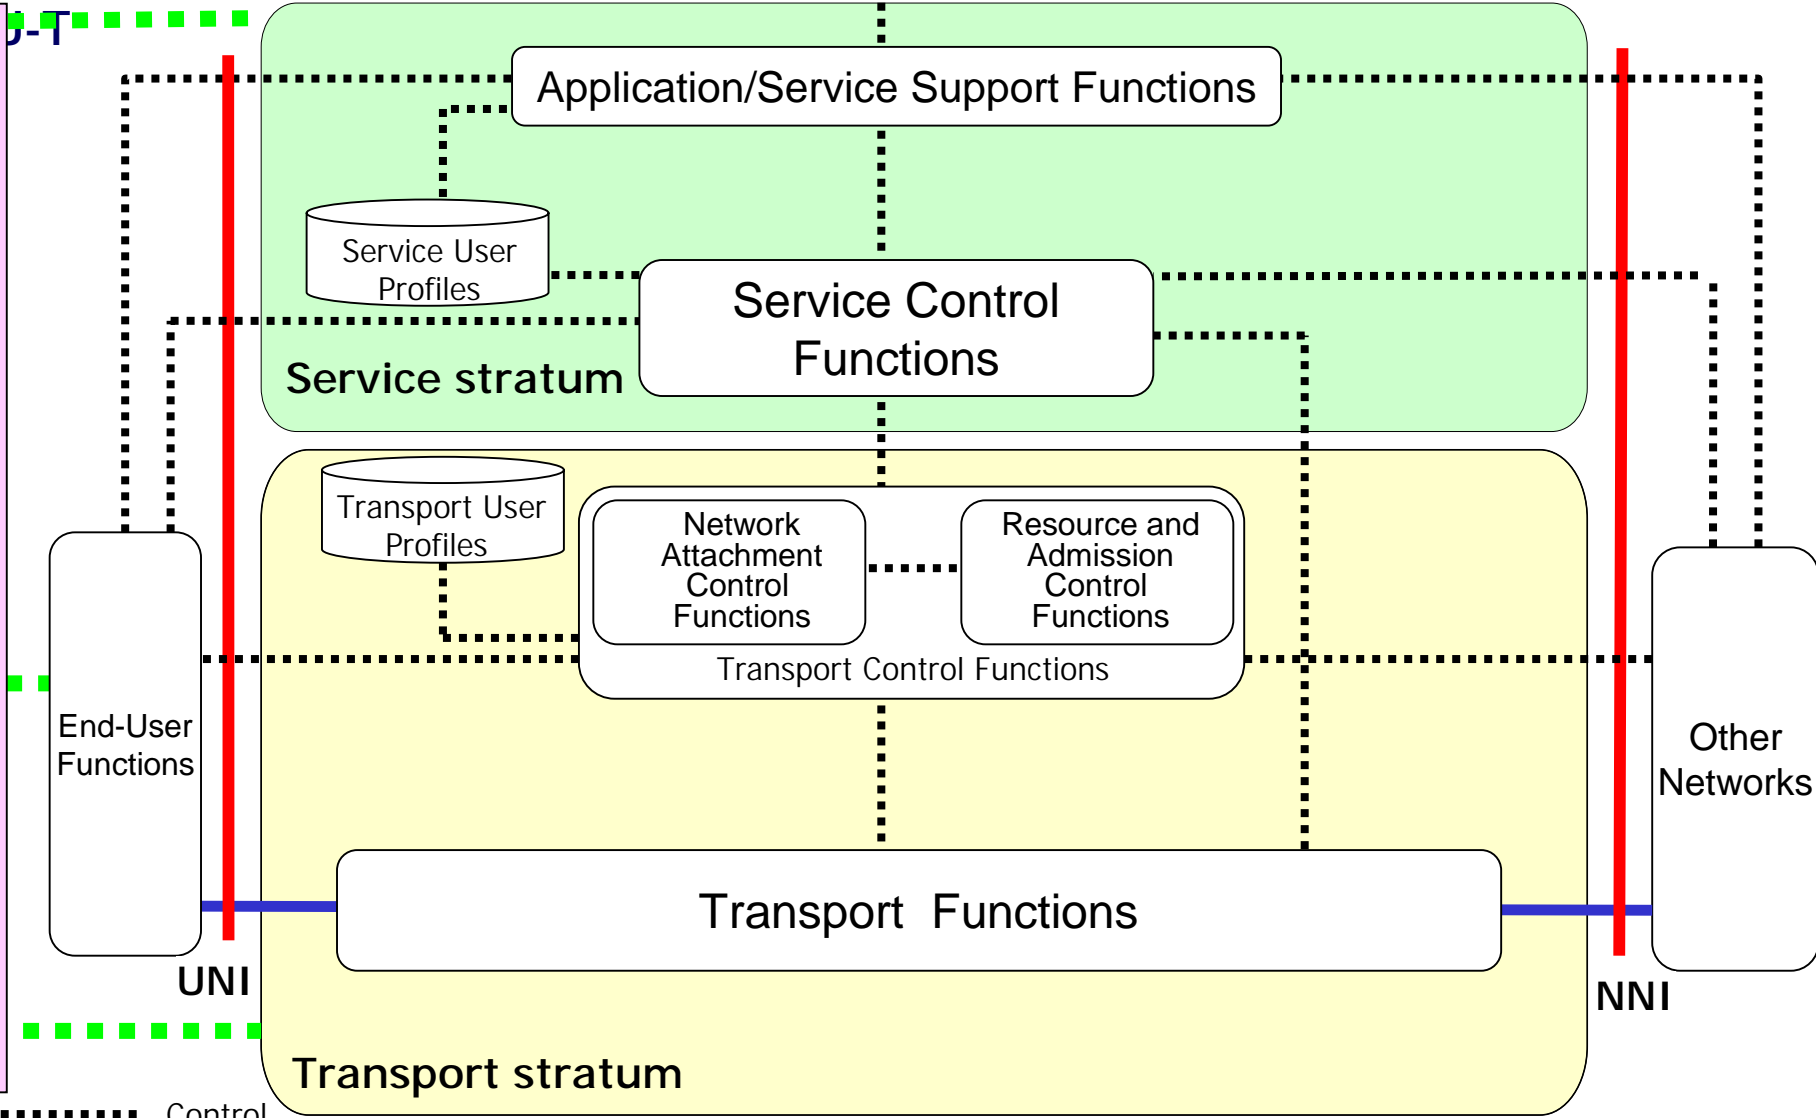 U-T
Application/Service Support Functions
Service User
Profiles
Service Control
Functions
Service stratum
Transport User
Profiles
Network
Attachment
Control
Functions
Resource and
Admission
Control
Functions
Transport Control Functions
End-User
Functions
Other
Networks
Transport Functions
UNI
NNI
Transport stratum
Control